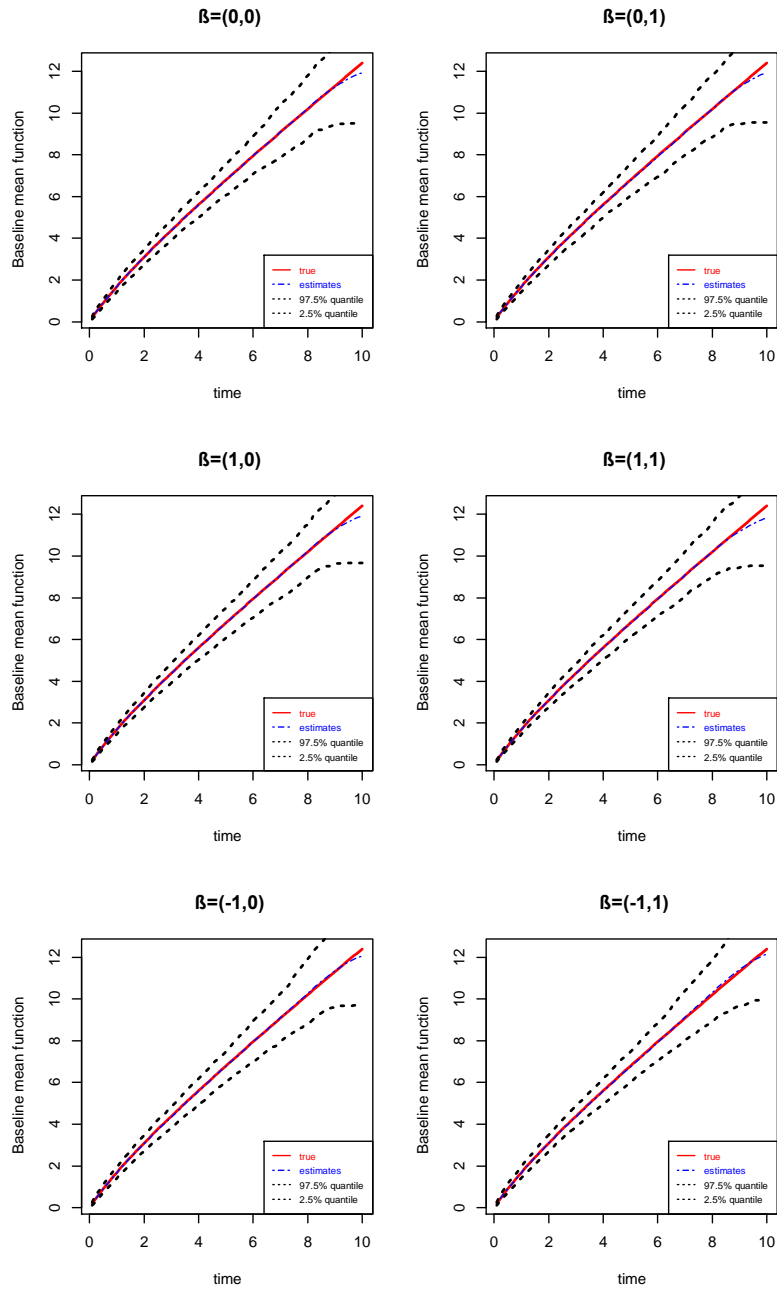 ß=(0,0)
Baseline mean function
12
10
8
6
4
2
0
true
estimates
97.5% quantile
2.5% quantile
0 2 4 6 8 10
time
ß=(0,1)
Baseline mean function
12
10
8
6
4
2
0
true
estimates
97.5% quantile
2.5% quantile
0 2 4 6 8 10
time
ß=(1,0)
Baseline mean function
12
10
8
6
4
2
0
true
estimates
97.5% quantile
2.5% quantile
0 2 4 6 8 10
time
ß=(1,1)
Baseline mean function
12
10
8
6
4
2
0
true
estimates
97.5% quantile
2.5% quantile
0 2 4 6 8 10
time
ß=(-1,0)
Baseline mean function
12
10
8
6
4
2
0
true
estimates
97.5% quantile
2.5% quantile
0 2 4 6 8 10
time
ß=(-1,1)
Baseline mean function
12
10
8
6
4
2
0
true
estimates
97.5% quantile
2.5% quantile
0 2 4 6 8 10
time